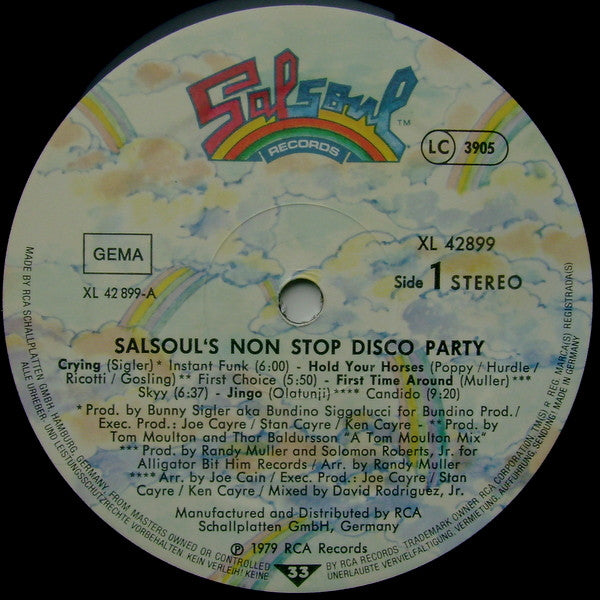 Salsoul
TM
RECORDS
LC 3905
GEMA
XL 42899
XL 42 899-A
Side 1 STEREO
SALSOUL'S NON STOP DISCO PARTY
Crying (Sigler)* Instant Funk (6:00) - Hold Your Horses (Poppy / Hurdle/
Ricotti / Gosling)** First Choice (5:50) - First Time Around (Muller)***
Skyy (6:37) - Jingo (Olatunji)**** Candido (9:20)
* Prod. by Bunny Sigler aka Bundino Siggalucci for Bundino Prod./
Exec. Prod.: Joe Cayre / Stan Cayre / Ken Cayre ** Prod. by
Tom Moulton and Thor Baldursson "A Tom Moulton Mix"
*** Prod. by Randy Muller and Solomon Roberts, Jr. for
Alligator Bit Him Records / Arr. by Randy Muller
**** Arr. by Joe Cain / Exec. Prod.: Joe Cayre / Stan
Cayre / Ken Cayre / Mixed by David Rodriguez, Jr.
Manufactured and Distributed by RCA
Schallplatten GmbH, Germany
Ⓟ 1979 RCA Records
33
MADE BY RCA SCHALLPLATTEN GMBH, HAMBURG, GERMANY, FROM MASTERS OWNED OR CONTROLLED
BY RCA RECORDS · TRADEMARK OWNER RCA CORPORATION TM(S) ® REG. MARCA(S) REGISTRADA(S)
ALLE URHEBER- UND LEISTUNGSSCHUTZRECHTE VORBEHALTEN KEIN VERLEIH! KEINE
UNERLAUBTE VERVIELFÄLTIGUNG, VERMIETUNG, AUFFÜHRUNG, SENDUNG! MADE IN GERMANY